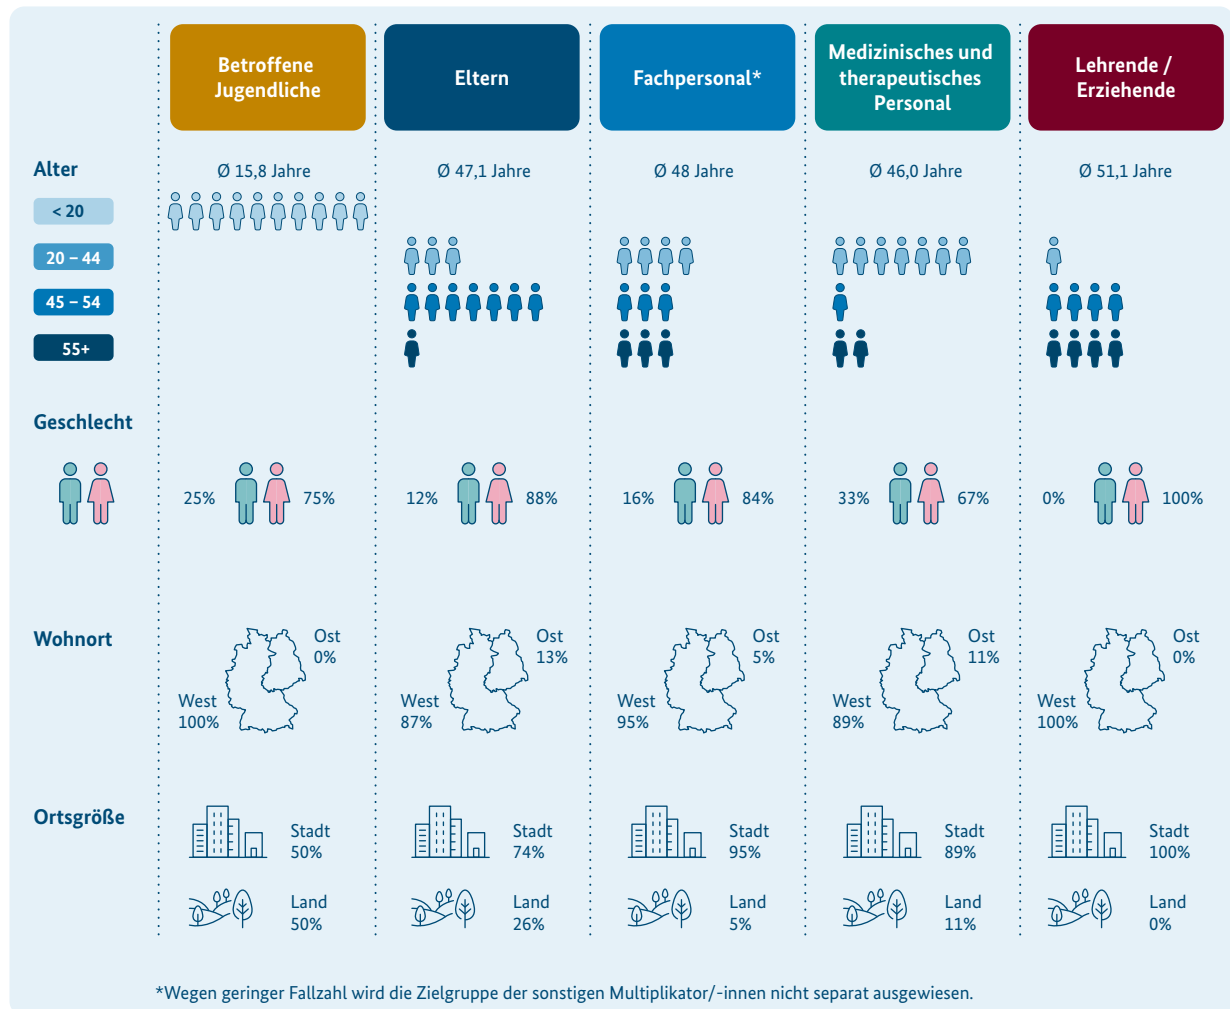 Betroffene
Jugendliche
Eltern
Fachpersonal*
Medizinisches und
therapeutisches
Personal
Lehrende /
Erziehende
Alter
Ø 15,8 Jahre
Ø 47,1 Jahre
Ø 48 Jahre
Ø 46,0 Jahre
Ø 51,1 Jahre
< 20
20 – 44
45 – 54
55+
Geschlecht
25%
75%
12%
88%
16%
84%
33%
67%
0%
100%
Wohnort
Ost
0%
West
100%
Ost
13%
West
87%
Ost
5%
West
95%
Ost
11%
West
89%
Ost
0%
West
100%
Ortsgröße
Stadt
50%
Stadt
74%
Stadt
95%
Stadt
89%
Stadt
100%
Land
50%
Land
26%
Land
5%
Land
11%
Land
0%
*Wegen geringer Fallzahl wird die Zielgruppe der sonstigen Multiplikator/-innen nicht separat ausgewiesen.